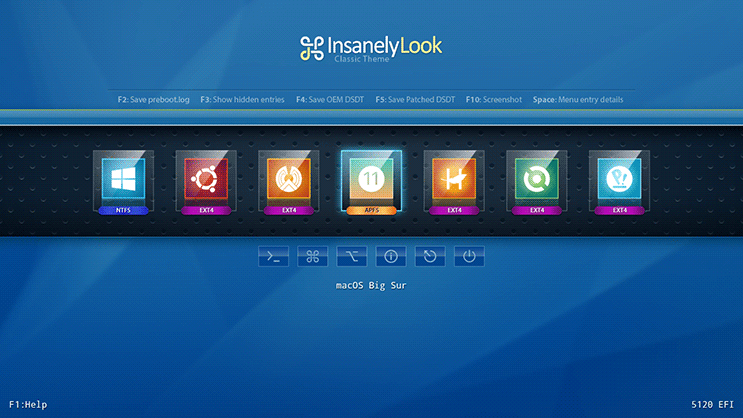 InsanelyLook
Classic Theme
F2: Save preboot.log F3: Show hidden entries F4: Save OEM DSDT F5: Save Patched DSDT F10: Screenshot Space: Menu entry details
11
NTFS EXT4 EXT4 APFS EXT4 EXT4 EXT4
macOS Big Sur
F1:Help 5120 EFI